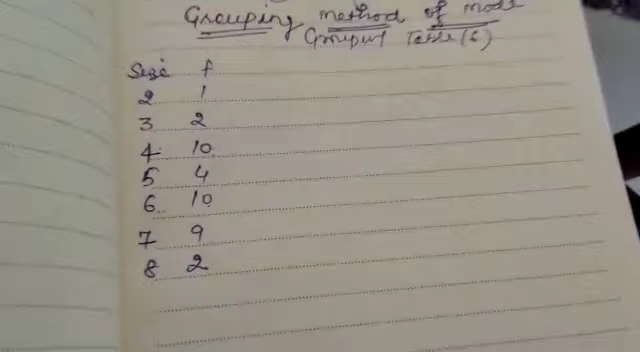 Grouping method of mode
Grouping Table (6)
Size f
2 1
3 2
4 10
5 4
6 10
7 9
8 2